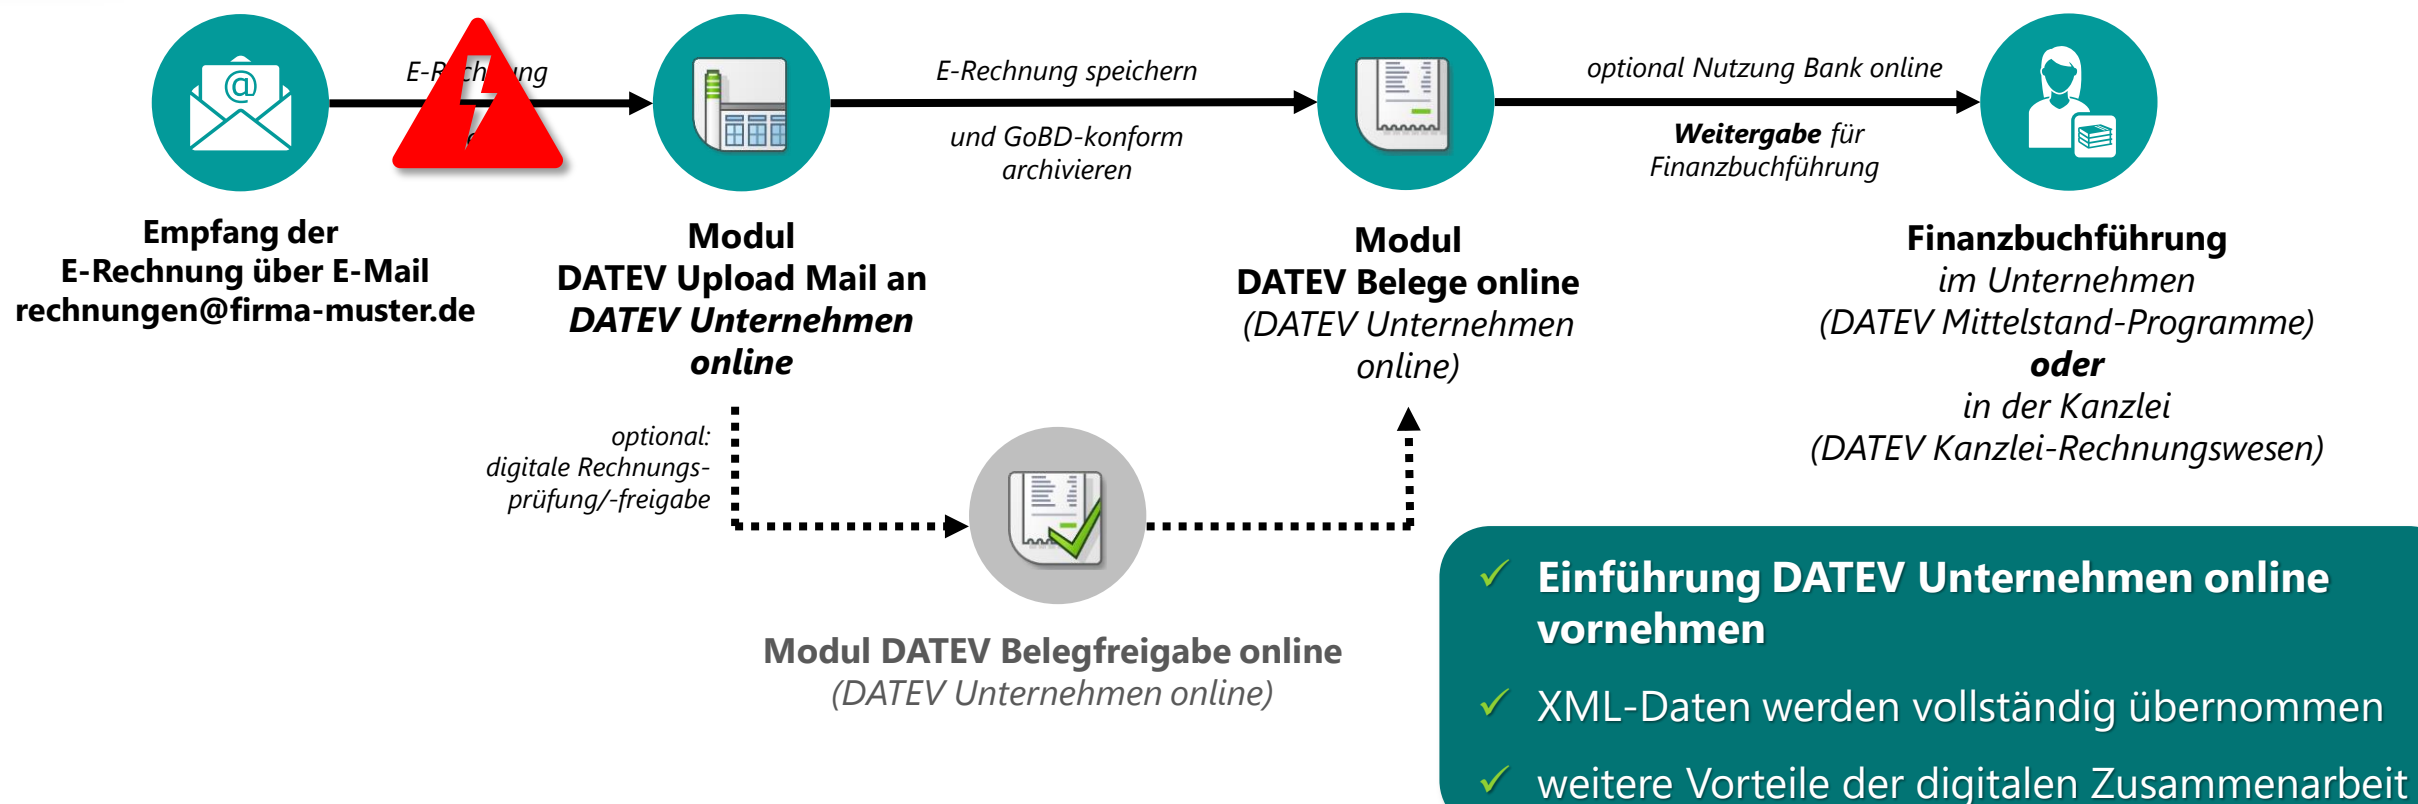 @
E-Rechnung
E-Rechnung speichern
und GoBD-konform
archivieren
optional Nutzung Bank online
Weitergabe für
Finanzbuchführung
Empfang der
E-Rechnung über E-Mail
rechnungen@firma-muster.de
Modul
DATEV Upload Mail an
DATEV Unternehmen
online
Modul
DATEV Belege online
(DATEV Unternehmen
online)
Finanzbuchführung
im Unternehmen
(DATEV Mittelstand-Programme)
oder
in der Kanzlei
(DATEV Kanzlei-Rechnungswesen)
optional:
digitale Rechnungs-
prüfung/-freigabe
Modul DATEV Belegfreigabe online
(DATEV Unternehmen online)
Einführung DATEV Unternehmen online
vornehmen
XML-Daten werden vollständig übernommen
weitere Vorteile der digitalen Zusammenarbeit